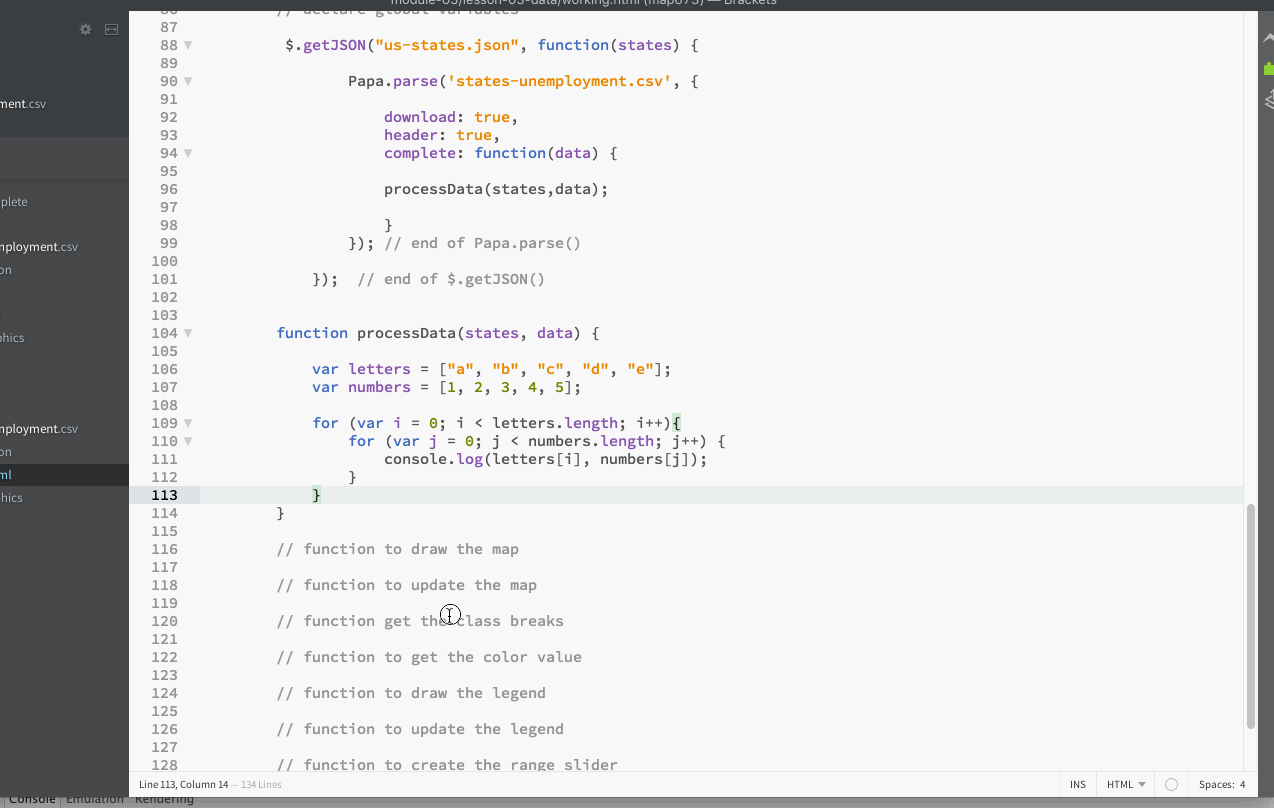 module-05/lesson-05-data/working.html (map673) — Brackets
ment.csv
plete
nployment.csv
on
phics
nployment.csv
on
ml
hics
86 // declare global variables
87
88 $.getJSON("us-states.json", function(states) {
89
90 Papa.parse('states-unemployment.csv', {
91
92 download: true,
93 header: true,
94 complete: function(data) {
95
96 processData(states,data);
97
98 }
99 }); // end of Papa.parse()
100
101 }); // end of $.getJSON()
102
103
104 function processData(states, data) {
105
106 var letters = ["a", "b", "c", "d", "e"];
107 var numbers = [1, 2, 3, 4, 5];
108
109 for (var i = 0; i < letters.length; i++){
110 for (var j = 0; j < numbers.length; j++) {
111 console.log(letters[i], numbers[j]);
112 }
113 }
114 }
115
116 // function to draw the map
117
118 // function to update the map
119
120 // function get the class breaks
121
122 // function to get the color value
123
124 // function to draw the legend
125
126 // function to update the legend
127
128 // function to create the range slider
Line 113, Column 14 — 134 Lines
INS HTML Spaces: 4
Console Emulation Rendering